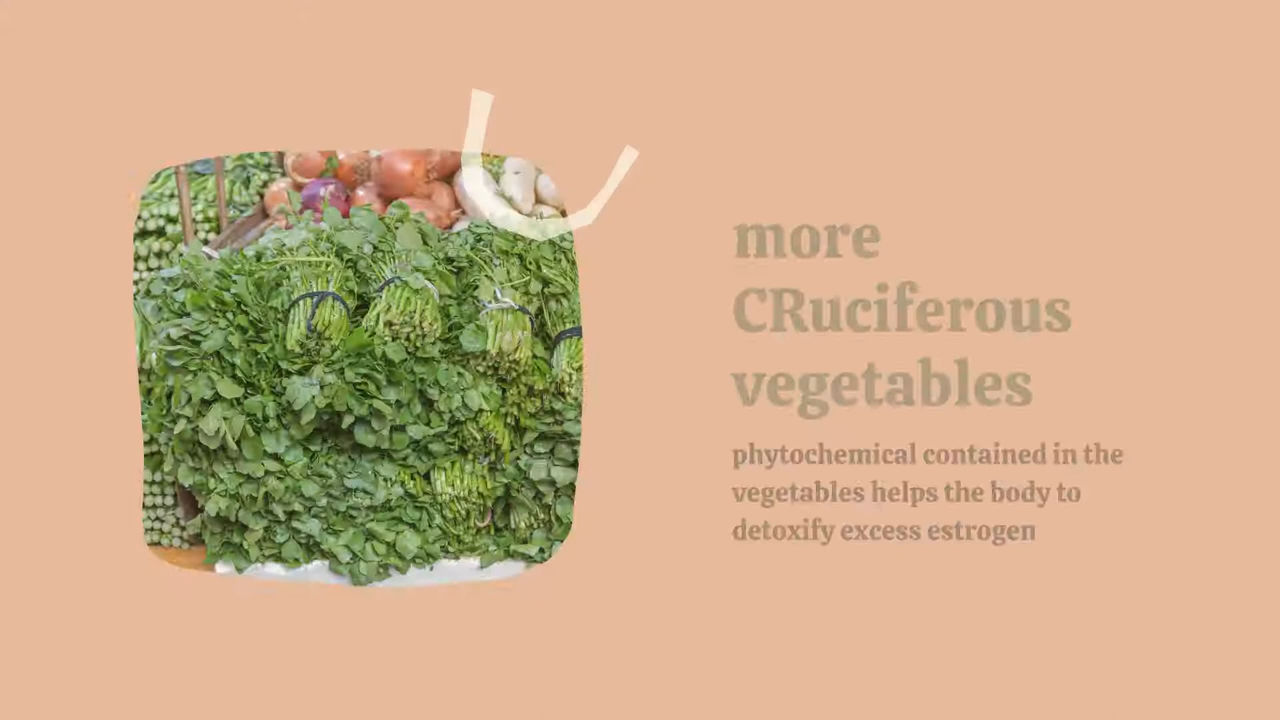 more
CRuciferous
vegetables
phytochemical contained in the
vegetables helps the body to
detoxify excess estrogen